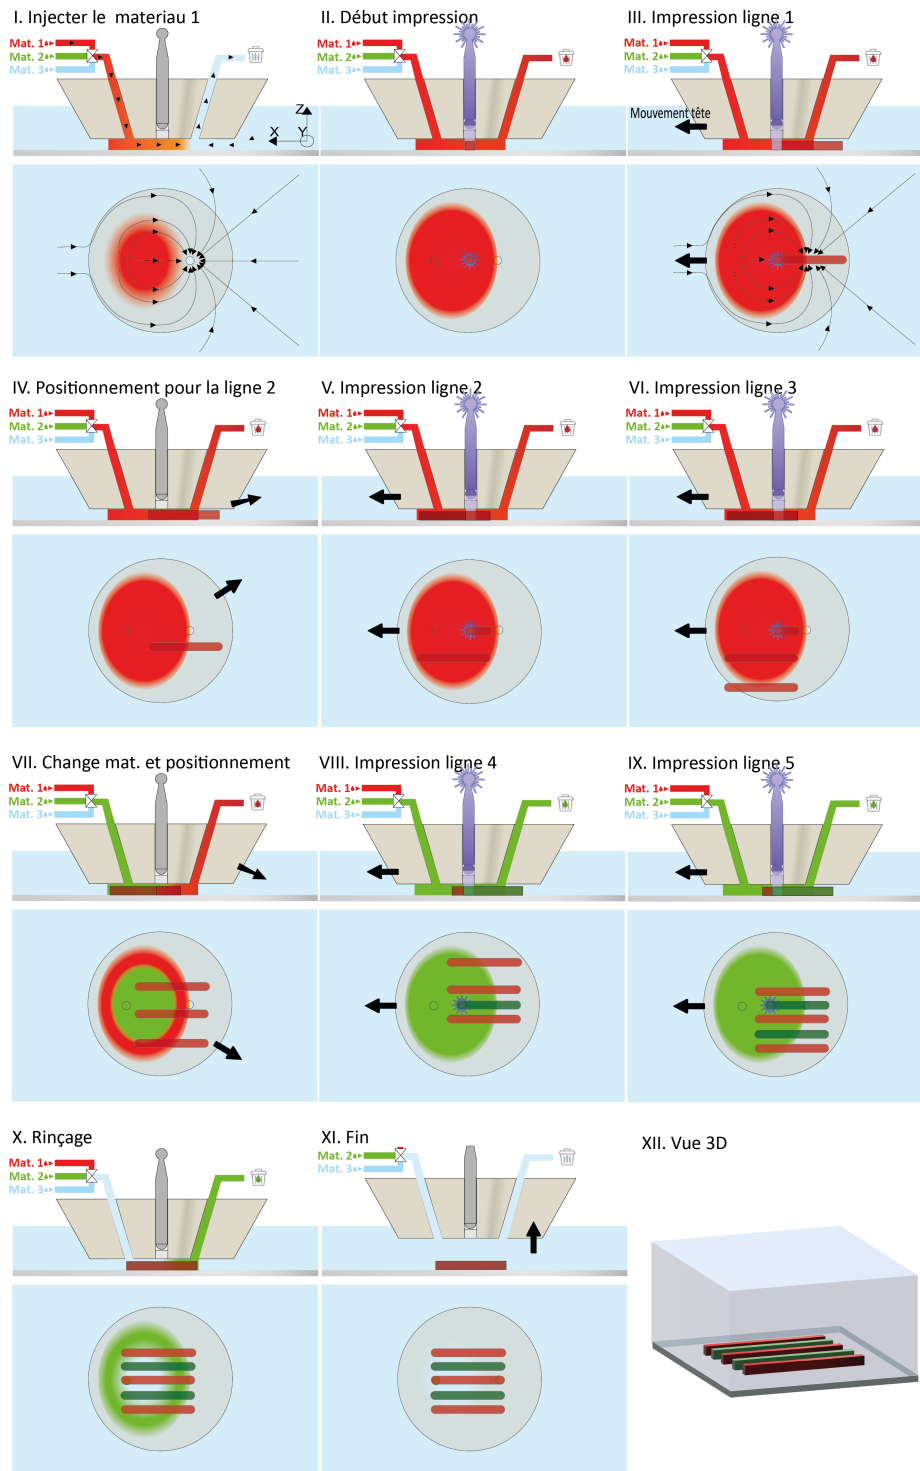 I. Injecter le  materiau 1
Mat. 1
Mat. 2
Mat. 3
Z
X
Y
II. Début impression
Mat. 1
Mat. 2
Mat. 3
III. Impression ligne 1
Mat. 1
Mat. 2
Mat. 3
Mouvement tête
IV. Positionnement pour la ligne 2
Mat. 1
Mat. 2
Mat. 3
V. Impression ligne 2
Mat. 1
Mat. 2
Mat. 3
VI. Impression ligne 3
Mat. 1
Mat. 2
Mat. 3
VII. Change mat. et positionnement
Mat. 1
Mat. 2
Mat. 3
VIII. Impression ligne 4
Mat. 1
Mat. 2
Mat. 3
IX. Impression ligne 5
Mat. 1
Mat. 2
Mat. 3
X. Rinçage
Mat. 1
Mat. 2
Mat. 3
XI. Fin
Mat. 2
Mat. 3
XII. Vue 3D